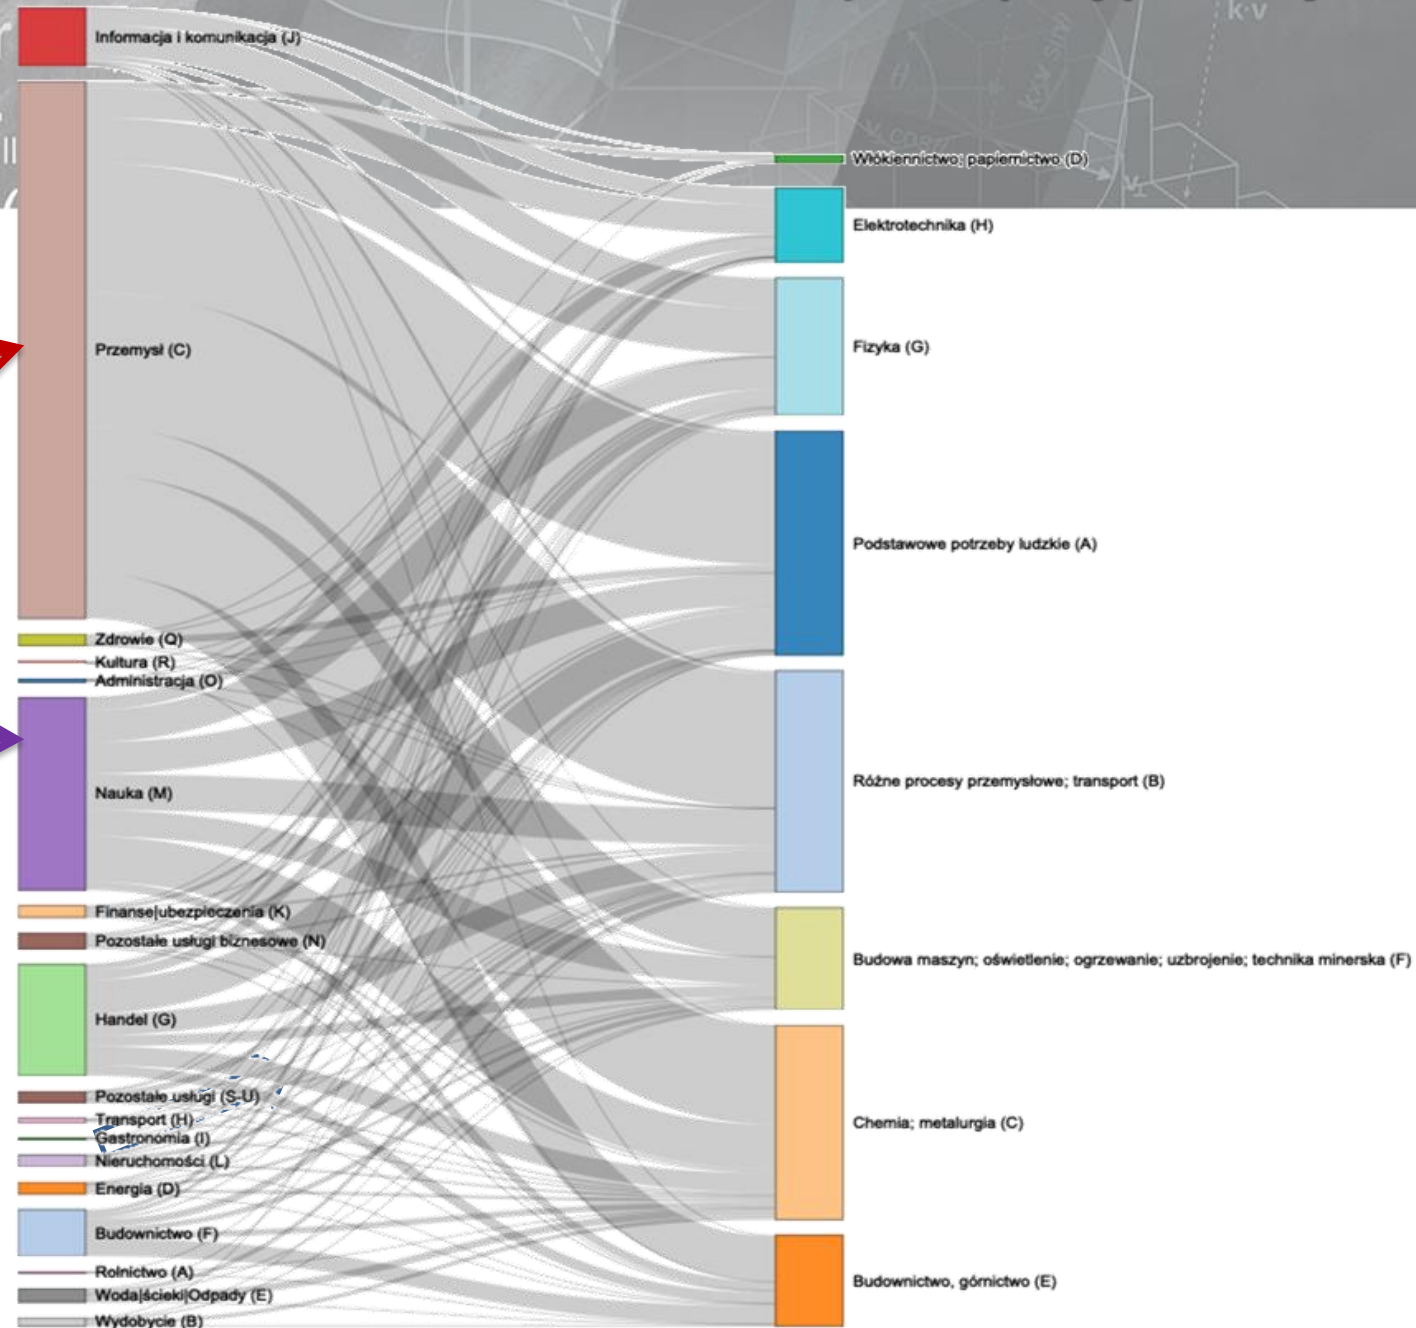 k·v
kxv sinv
Informacja i komunikacja (J)
Włókiennictwo; papiernictwo (D)
Elektrotechnika (H)
Fizyka (G)
Przemysł (C)
Podstawowe potrzeby ludzkie (A)
Zdrowie (Q)
Kultura (R)
Administracja (O)
Nauka (M)
Różne procesy przemysłowe; transport (B)
Finanse|ubezpieczenia (K)
Pozostałe usługi biznesowe (N)
Budowa maszyn; oświetlenie; ogrzewanie; uzbrojenie; technika minerska (F)
Handel (G)
Pozostałe usługi (S-U)
Transport (H)
Chemia; metalurgia (C)
Gastronomia (I)
Nieruchomości (L)
Energia (D)
Budownictwo (F)
Rolnictwo (A)
Budownictwo, górnictwo (E)
Woda|ścieki|Odpady (E)
Wydobycie (B)